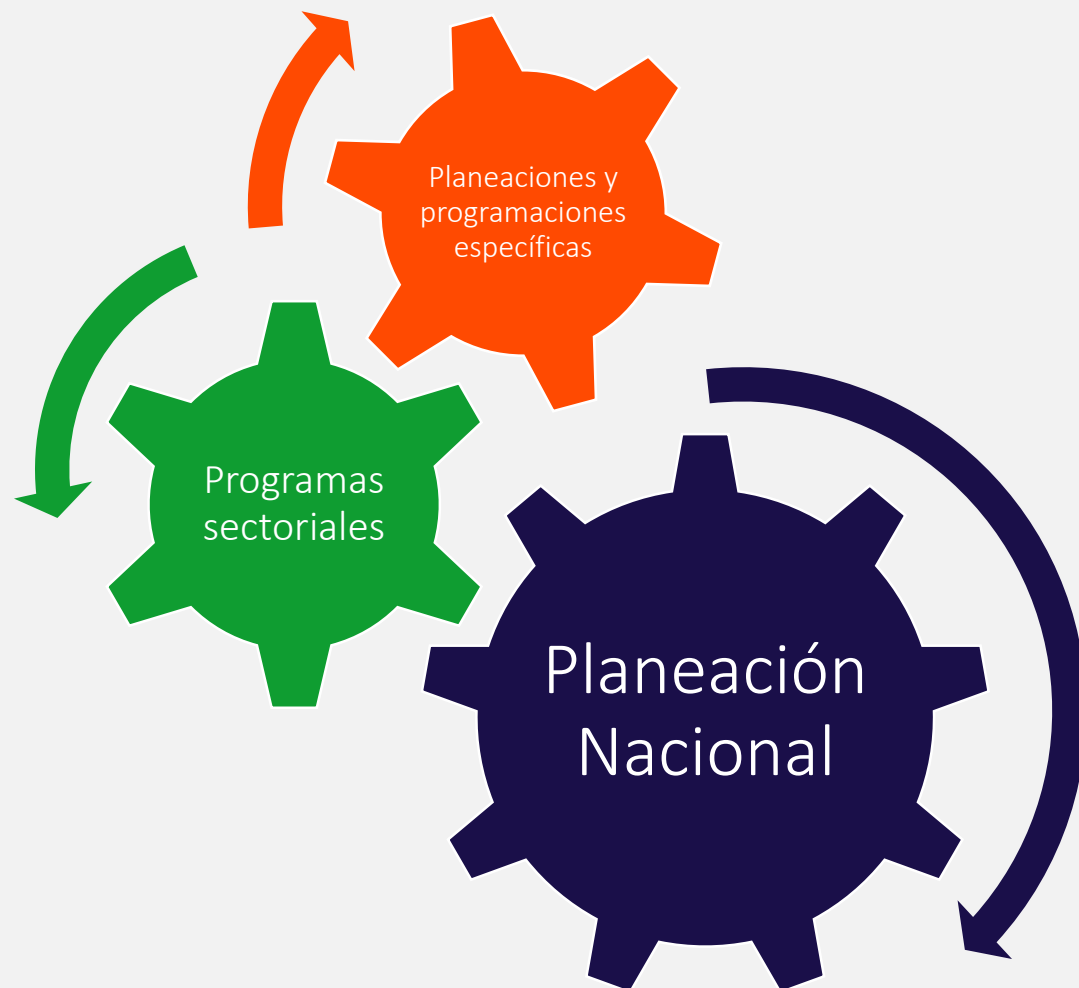 Planeaciones y
programaciones
específicas
Programas
sectoriales
Planeación
Nacional